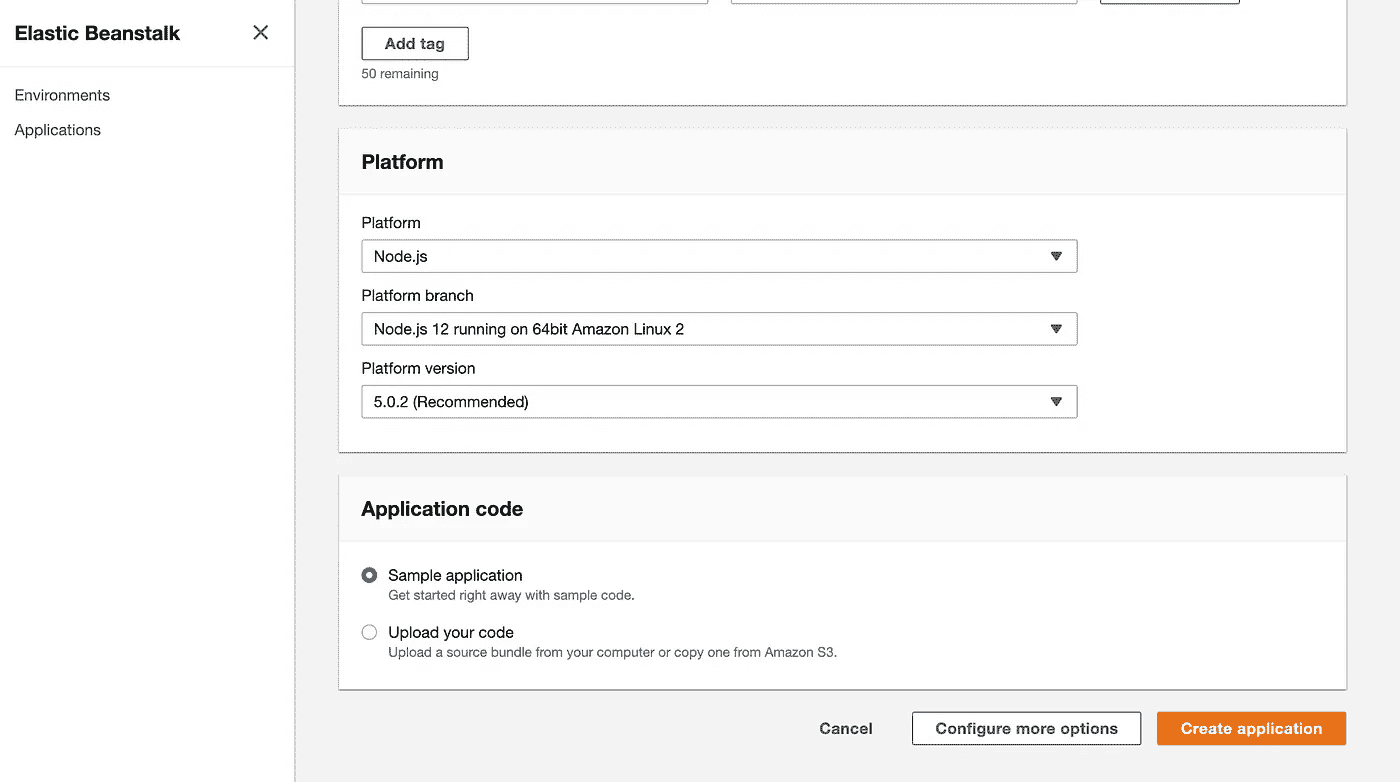 Elastic Beanstalk
Environments
Applications
Add tag
50 remaining
Platform
Platform
Node.js
Platform branch
Node.js 12 running on 64bit Amazon Linux 2
Platform version
5.0.2 (Recommended)
Application code
Sample application
Get started right away with sample code.
Upload your code
Upload a source bundle from your computer or copy one from Amazon S3.
Cancel
Configure more options
Create application